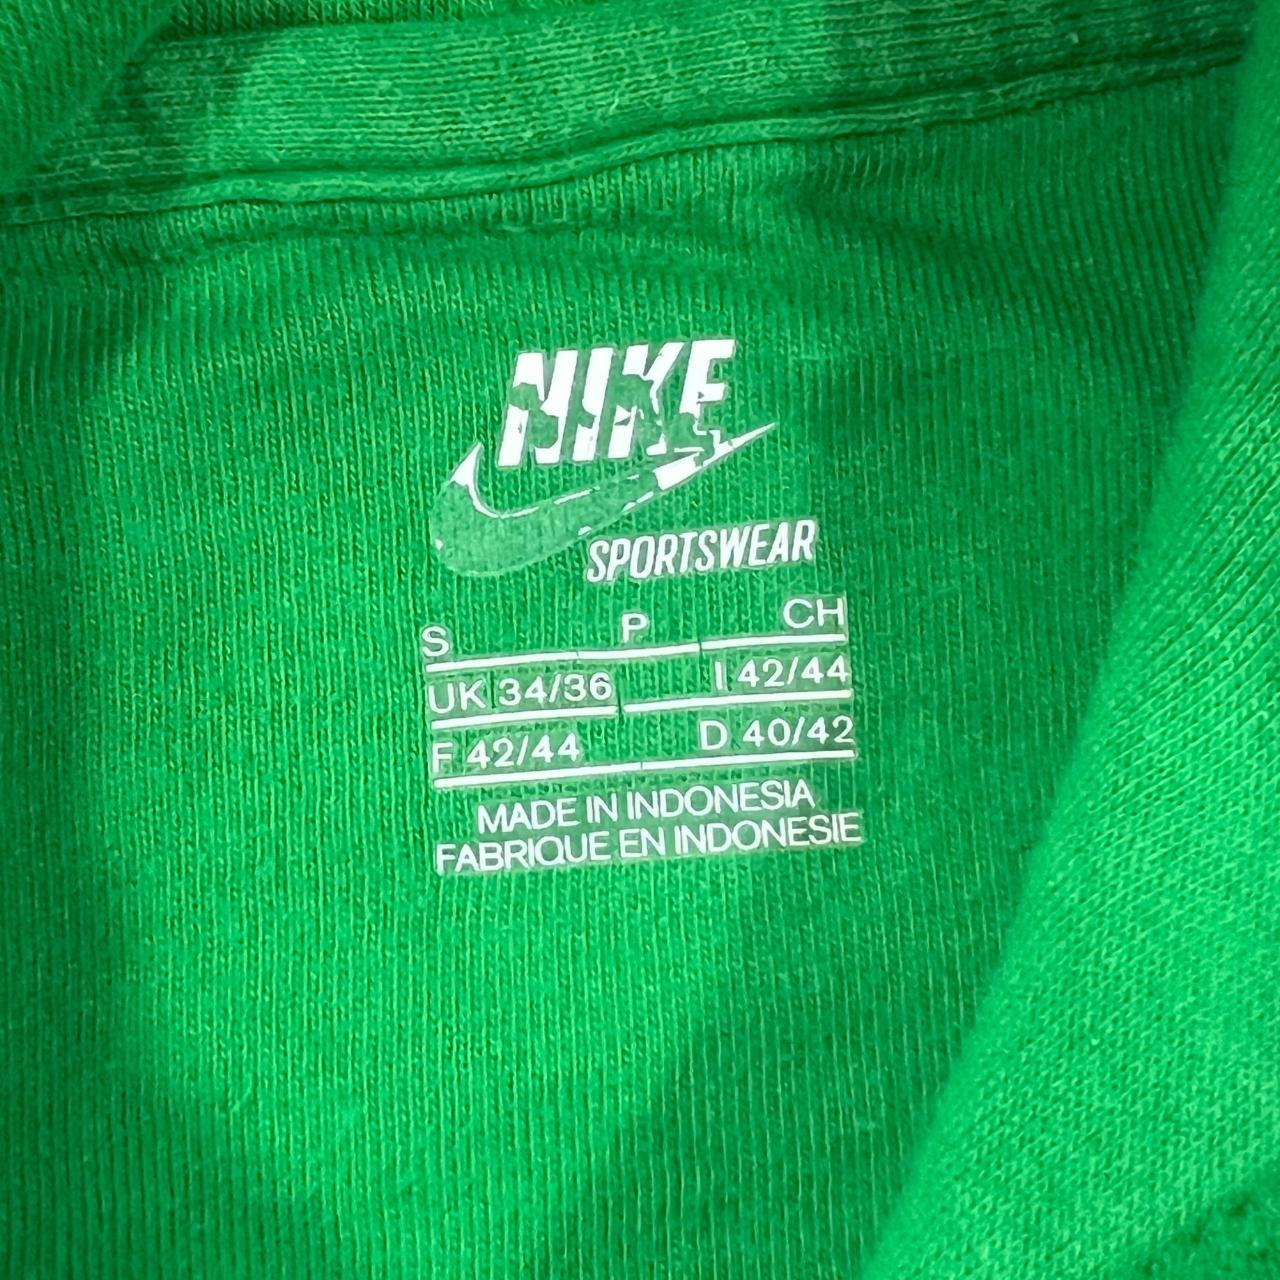 NIKE
SPORTSWEAR
S P CH
UK 34/36 I 42/44
F 42/44 D 40/42
MADE IN INDONESIA
FABRIQUE EN INDONESIE